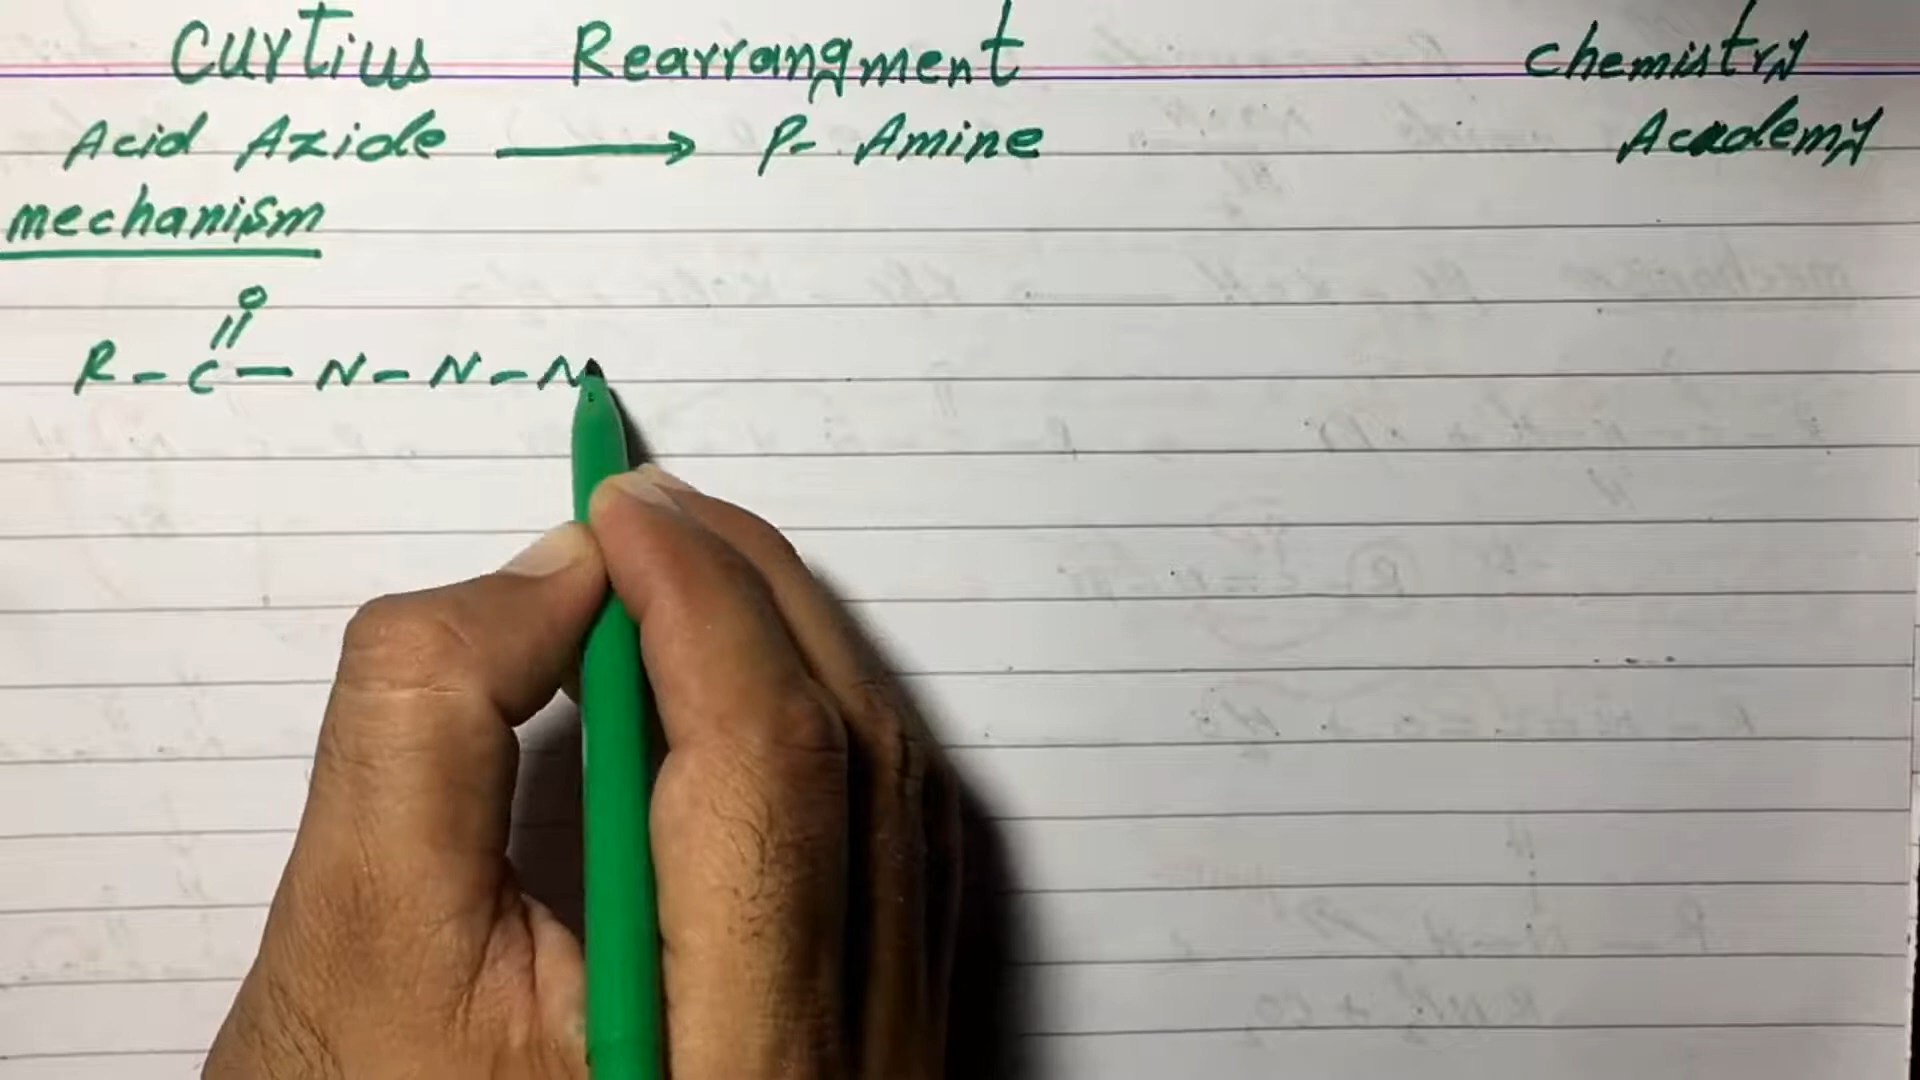 Curtius Rearrangment
Chemistry
Academy
Acid Azide → P- Amine
mechanism
O
R - C - N - N - N